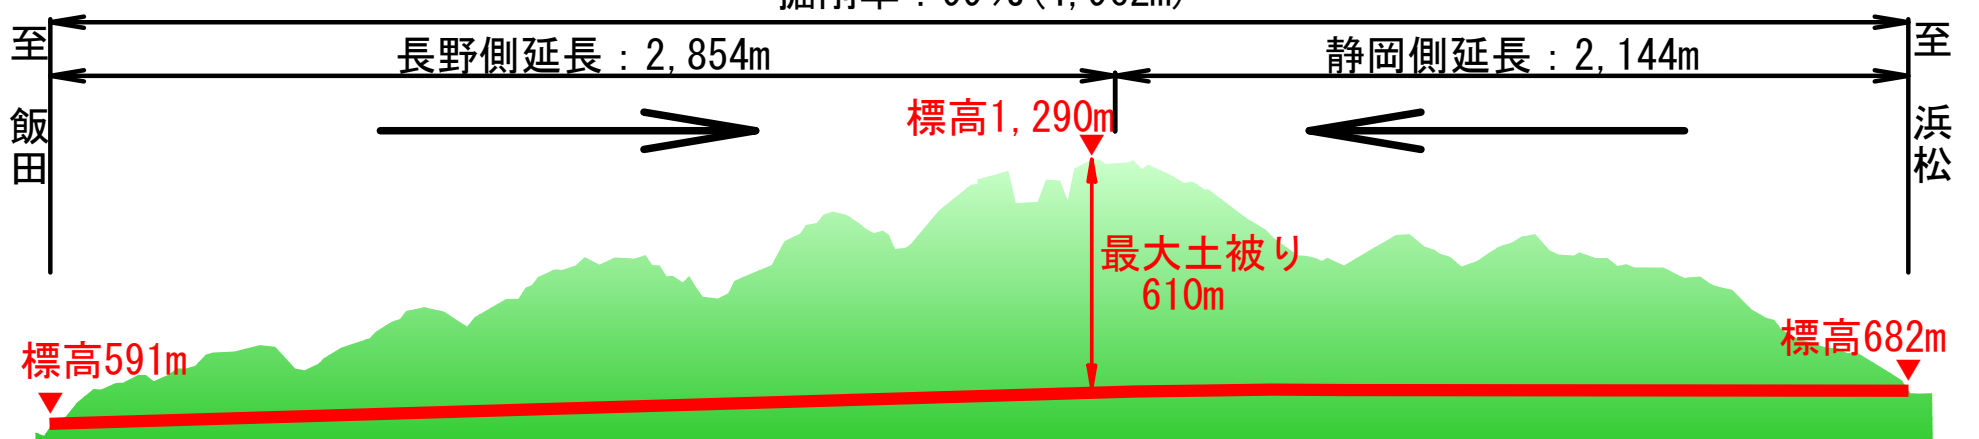 至 飯田
長野側延長：2,854m
静岡側延長：2,144m
至 浜松
標高1,290m
最大土被り
610m
標高591m
標高682m